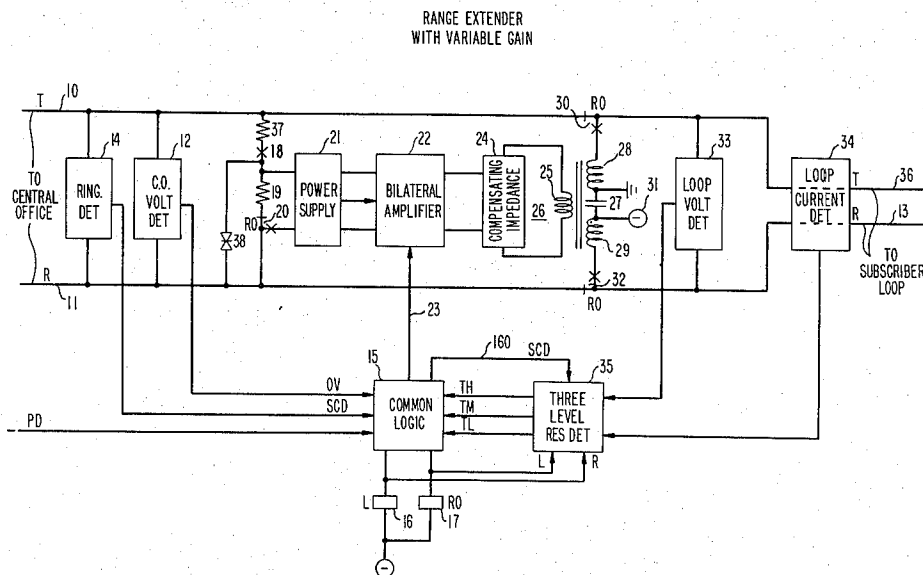 RANGE EXTENDER
WITH VARIABLE GAIN
T
10
30
RO
37
14
12
18
21
22
24
28
33
34
RING. DET
C.O. VOLT DET
19
POWER SUPPLY
BILATERAL AMPLIFIER
COMPENSATING IMPEDANCE
25
26
27
31
LOOP VOLT DET
LOOP CURRENT DET
T
36
R
13
TO CENTRAL OFFICE
38
RO
20
29
TO SUBSCRIBER LOOP
R
11
32
RO
23
160
15
SCD
35
OV
SCD
PD
COMMON LOGIC
TH
TM
TL
THREE LEVEL RES DET
L
R
L
16
RO
17